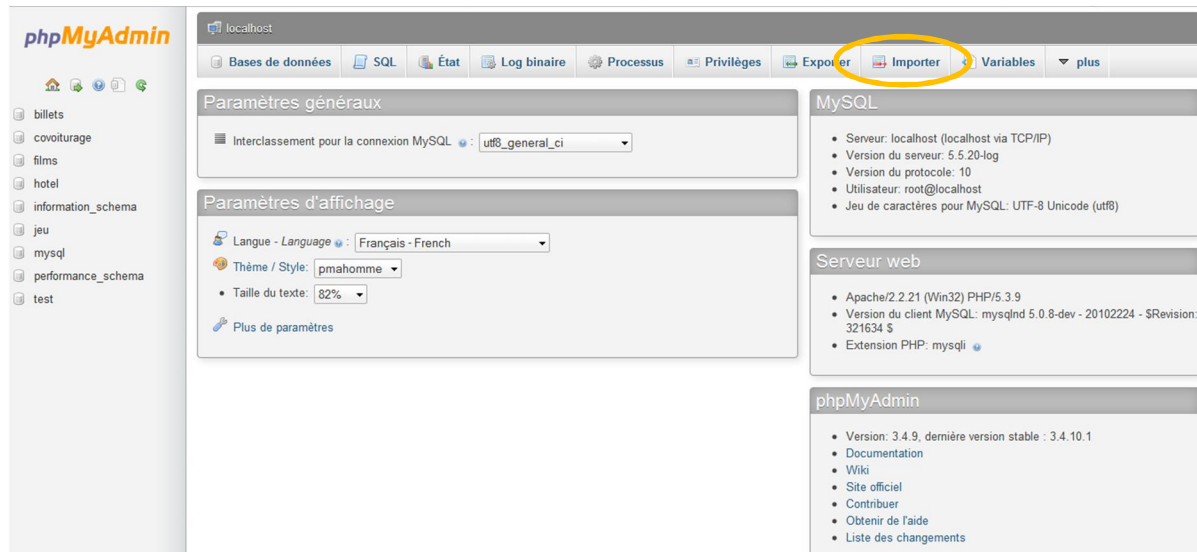 phpMyAdmin
billets
covoiturage
films
hotel
information_schema
jeu
mysql
performance_schema
test
localhost
Bases de données SQL État Log binaire Processus Privilèges Exporter Importer Variables plus
Paramètres généraux
Interclassement pour la connexion MySQL : utf8_general_ci
Paramètres d'affichage
Langue - Language : Français - French
Thème / Style: pmahomme
• Taille du texte: 82%
Plus de paramètres
MySQL
• Serveur: localhost (localhost via TCP/IP)
• Version du serveur: 5.5.20-log
• Version du protocole: 10
• Utilisateur: root@localhost
• Jeu de caractères pour MySQL: UTF-8 Unicode (utf8)
Serveur web
• Apache/2.2.21 (Win32) PHP/5.3.9
• Version du client MySQL: mysqlnd 5.0.8-dev - 20102224 - $Revision:
321634 $
• Extension PHP: mysqli
phpMyAdmin
• Version: 3.4.9, dernière version stable : 3.4.10.1
• Documentation
• Wiki
• Site officiel
• Contribuer
• Obtenir de l'aide
• Liste des changements